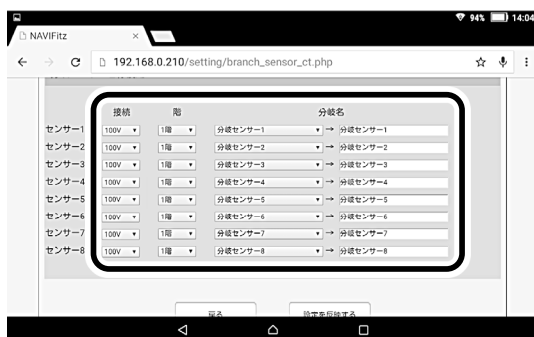 94% 14:04
NAVIFitz ×
192.168.0.210/setting/branch_sensor_ct.php
接続 階 分岐名
センサー1 100V 1階 分岐センサー1 → 分岐センサー1
センサー2 100V 1階 分岐センサー2 → 分岐センサー2
センサー3 100V 1階 分岐センサー3 → 分岐センサー3
センサー4 100V 1階 分岐センサー4 → 分岐センサー4
センサー5 100V 1階 分岐センサー5 → 分岐センサー5
センサー6 100V 1階 分岐センサー6 → 分岐センサー6
センサー7 100V 1階 分岐センサー7 → 分岐センサー7
センサー8 100V 1階 分岐センサー8 → 分岐センサー8
戻る 設定を反映する